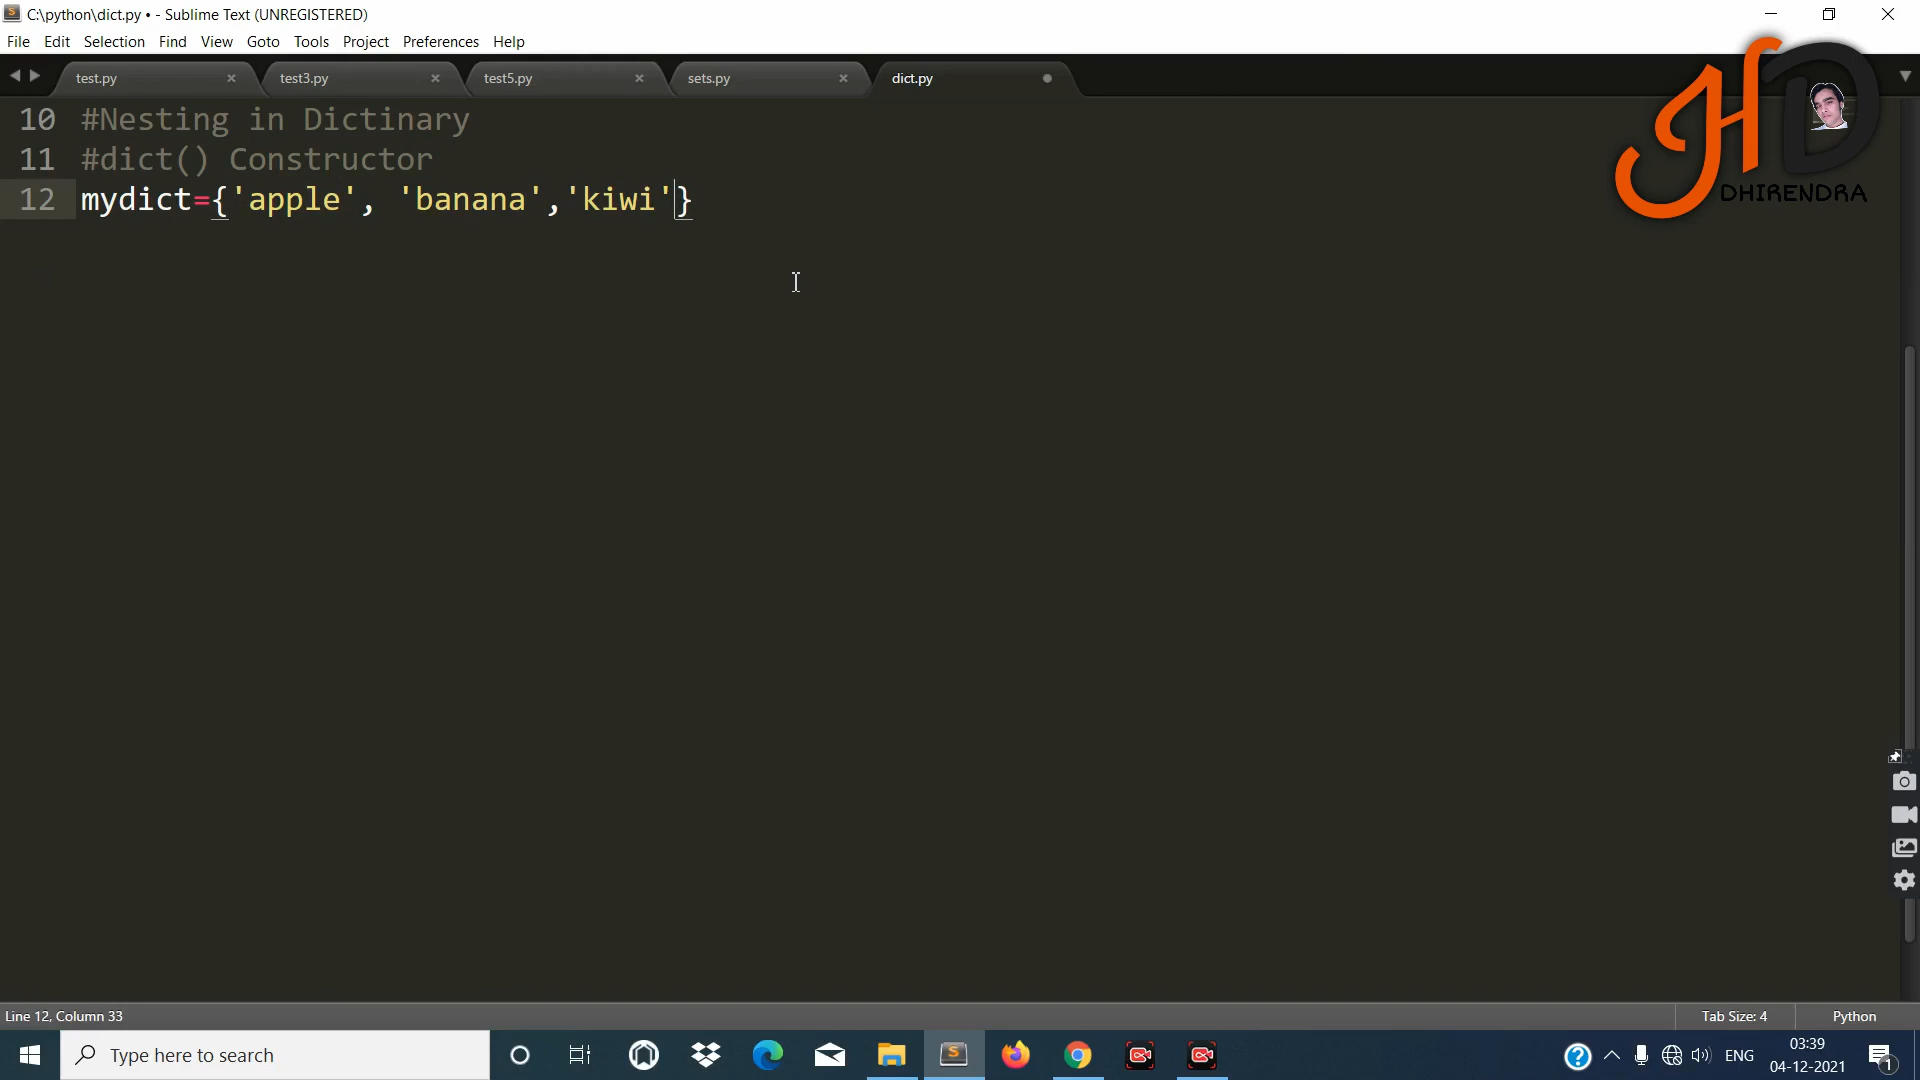 C:\python\dict.py • - Sublime Text (UNREGISTERED)
File Edit Selection Find View Goto Tools Project Preferences Help
test.py test3.py test5.py sets.py dict.py
10 #Nesting in Dictinary
11 #dict() Constructor
12 mydict={'apple', 'banana','kiwi'}
HD
DHIRENDRA
Line 12, Column 33 Tab Size: 4 Python
Type here to search
ENG
03:39
04-12-2021
1